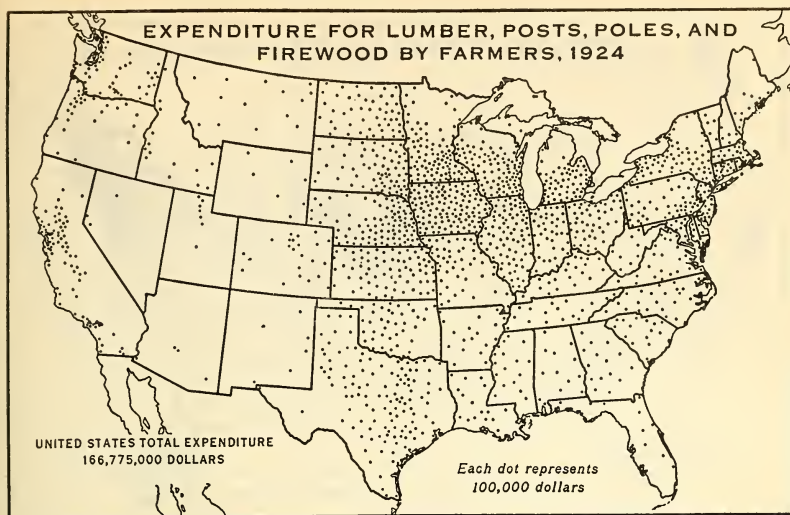 EXPENDITURE FOR LUMBER, POSTS, POLES, AND
FIREWOOD BY FARMERS, 1924
UNITED STATES TOTAL EXPENDITURE
166,775,000 DOLLARS
Each dot represents
100,000 dollars